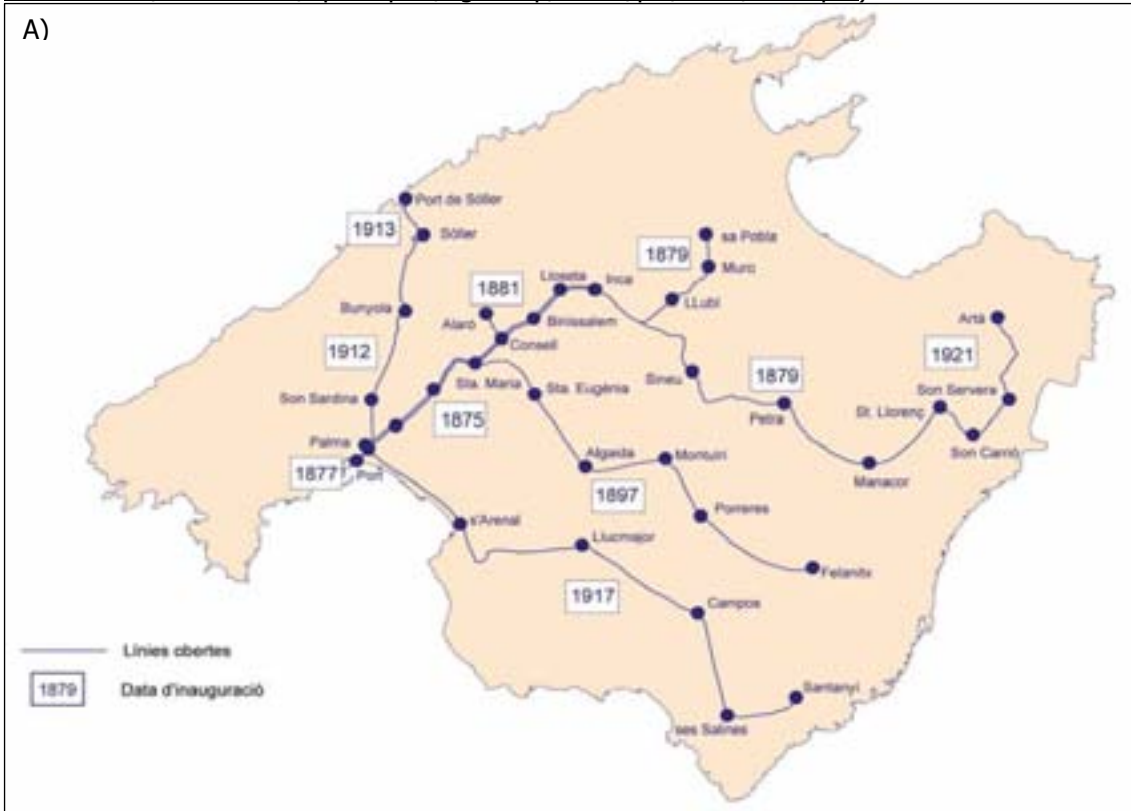 A)
Port de Sóller
1913
Sóller
sa Pobla
1879
Muro
Lloseta
Inca
LLubí
1881
Bunyola
Alaró
Binissalem
Consell
Artà
1912
1921
Sta. Maria
Sineu
1879
Son Servera
Son Sardina
Sta. Eugènia
St. Llorenç
1875
Petra
Palma
Son Carrió
Algaida
Montuïri
1877
Port
Manacor
1897
Porreres
s'Arenal
Llucmajor
Felanitx
1917
Campos
Línies obertes
1879
Data d'inauguració
Santanyí
ses Salines